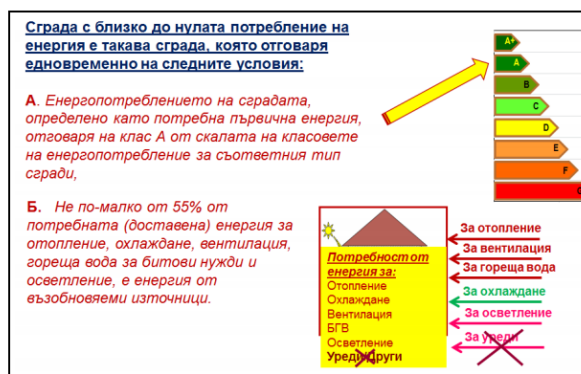 Сграда с близко до нулата потребление на
енергия е такава сграда, която отговаря
едновременно на следните условия:
А. Енергопотреблението на сградата,
определено като потребна първична енергия,
отговаря на клас А от скалата на класовете
на енергопотребление за съответния тип
сгради,
Б. Не по-малко от 55% от
потребната (доставена) енергия за
отопление, охлаждане, вентилация,
гореща вода за битови нужди и
осветление, е енергия от
възобновяеми източници.
A+
A
B
C
D
E
F
G
Потребност от
енергия за:
Отопление
Охлаждане
Вентилация
БГВ
Осветление
Уреди/Други
За отопление
За вентилация
За гореща вода
За охлаждане
За осветление
За уреди